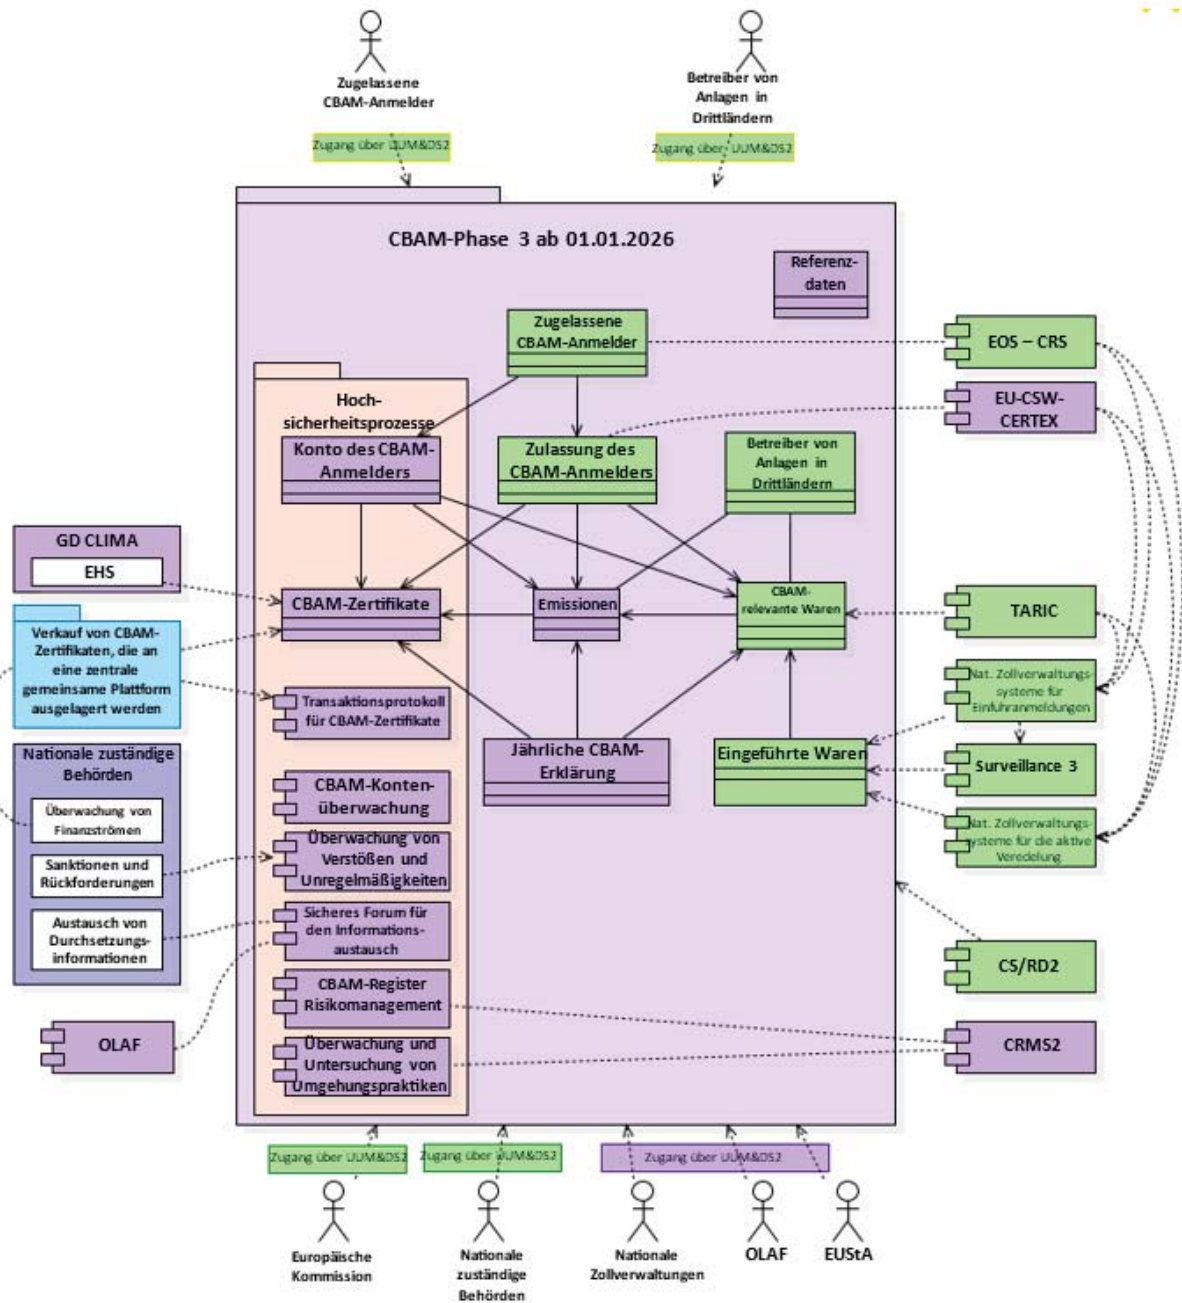 Zugelassene
CBAM-Anmelder
Zugang über UUM&DS2
Betreiber von
Anlagen in
Drittländern
Zugang über UUM&DS2
CBAM-Phase 3 ab 01.01.2026
Referenz-
daten
Zugelassene
CBAM-Anmelder
EOS – CRS
EU-CSW-
CERTEX
Hoch-
sicherheitsprozesse
Konto des CBAM-
Anmelders
Zulassung des
CBAM-Anmelders
Betreiber von
Anlagen in
Drittländern
GD CLIMA
EHS
CBAM-Zertifikate
Emissionen
CBAM-
relevante Waren
TARIC
Verkauf von CBAM-
Zertifikaten, die an
eine zentrale
gemeinsame Plattform
ausgelagert werden
Transaktionsprotokoll
für CBAM-Zertifikate
Nat. Zollverwaltungs-
systeme für
Einfuhranmeldungen
Jährliche CBAM-
Erklärung
Eingeführte Waren
Surveillance 3
Nationale zuständige
Behörden
Überwachung von
Finanzströmen
Sanktionen und
Rückforderungen
Austausch von
Durchsetzungs-
informationen
CBAM-Konten-
überwachung
Überwachung von
Verstößen und
Unregelmäßigkeiten
Nat. Zollverwaltungs-
systeme für die aktive
Veredelung
Sicheres Forum für
den Informations-
austausch
CS/RD2
CBAM-Register
Risikomanagement
OLAF
CRMS2
Überwachung und
Untersuchung von
Umgehungspraktiken
Zugang über UUM&DS2
Zugang über UUM&DS2
Zugang über UUM&DS2
Europäische
Kommission
Nationale
zuständige
Behörden
Nationale
Zollverwaltungen
OLAF
EUStA